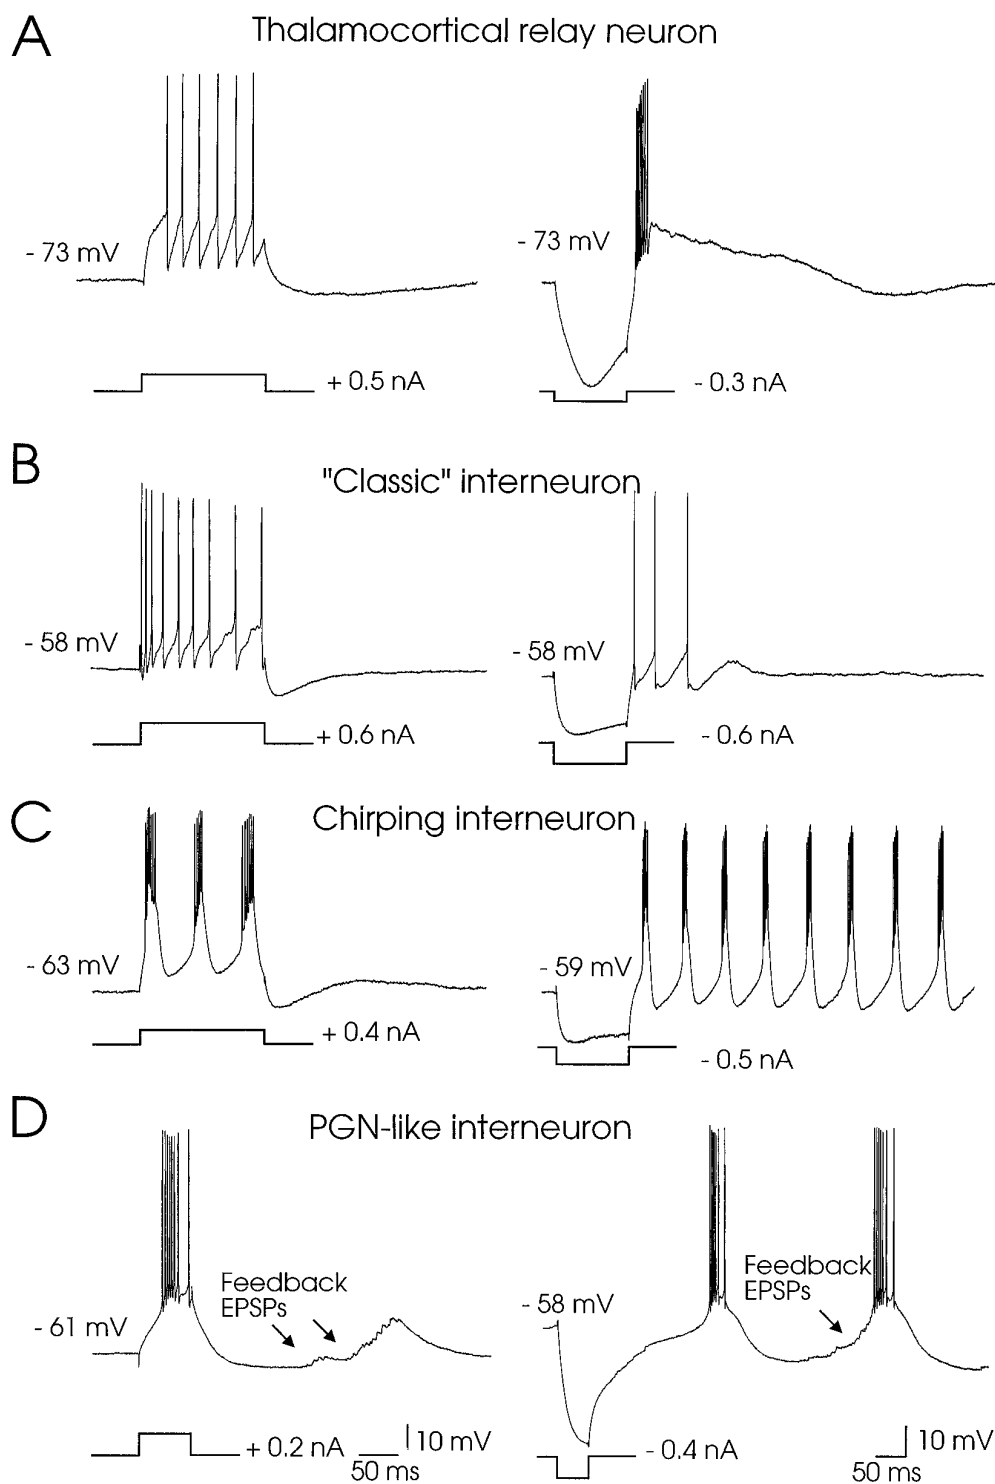 A
Thalamocortical relay neuron
- 73 mV
- 73 mV
+ 0.5 nA
- 0.3 nA
B
"Classic" interneuron
- 58 mV
- 58 mV
+ 0.6 nA
- 0.6 nA
C
Chirping interneuron
- 63 mV
- 59 mV
+ 0.4 nA
- 0.5 nA
D
PGN-like interneuron
Feedback
EPSPs
Feedback
EPSPs
- 61 mV
- 58 mV
+ 0.2 nA
10 mV
50 ms
- 0.4 nA
10 mV
50 ms